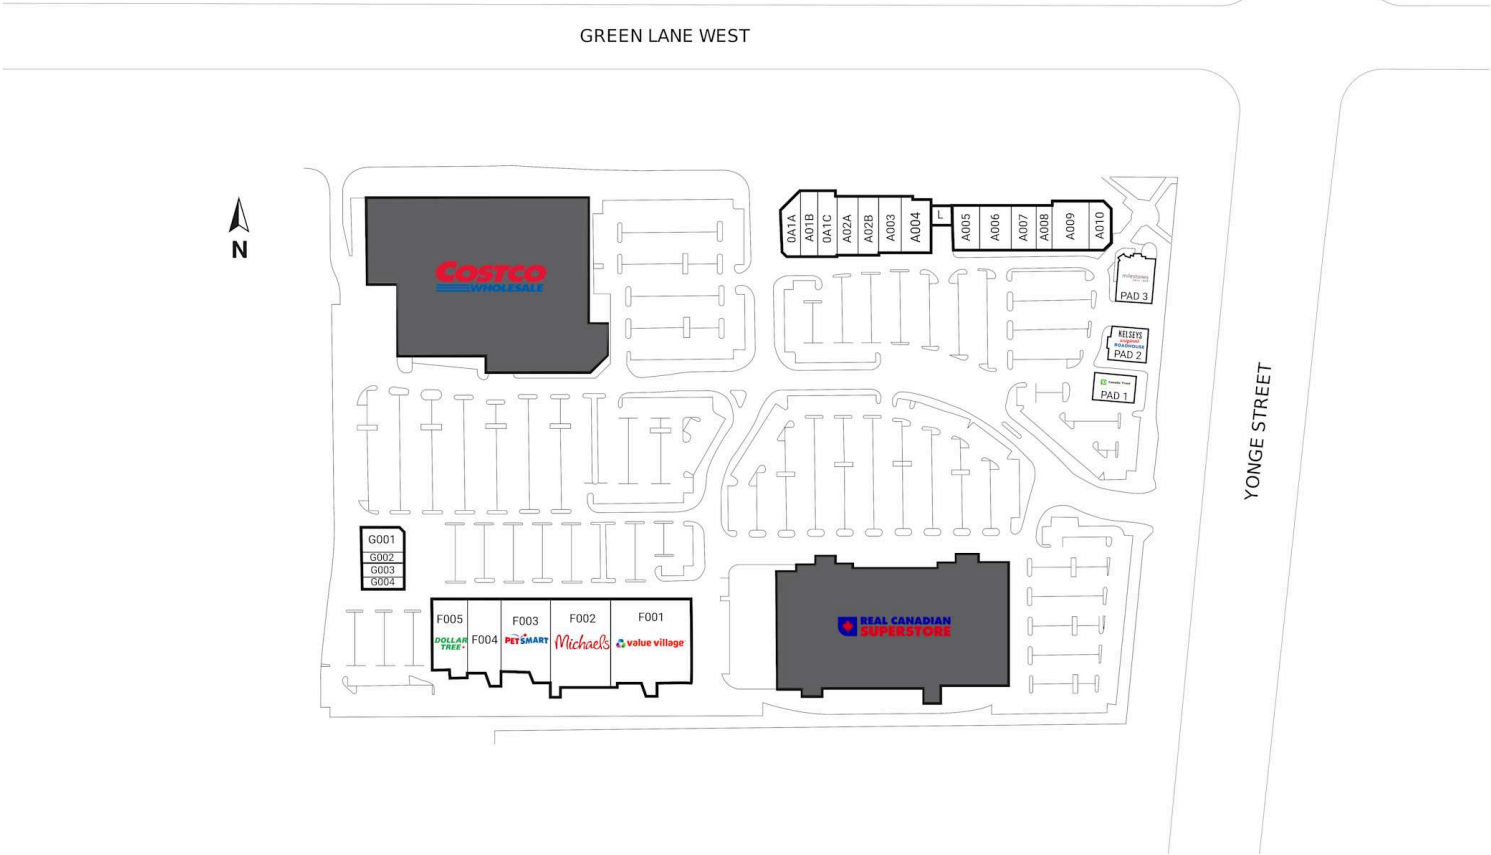 GREEN LANE WEST
N
COSTCO
WHOLESALE
0A1A
A01B
0A1C
A02A
A02B
A003
A004
L
A005
A006
A007
A008
A009
A010
PAD 3
KELSEYS
original
ROADHOUSE
PAD 2
PAD 1
YONGE STREET
G001
G002
G003
G004
F005
DOLLAR
TREE
F004
F003
PETSMART
F002
Michaels
F001
value village
REAL CANADIAN
SUPERSTORE